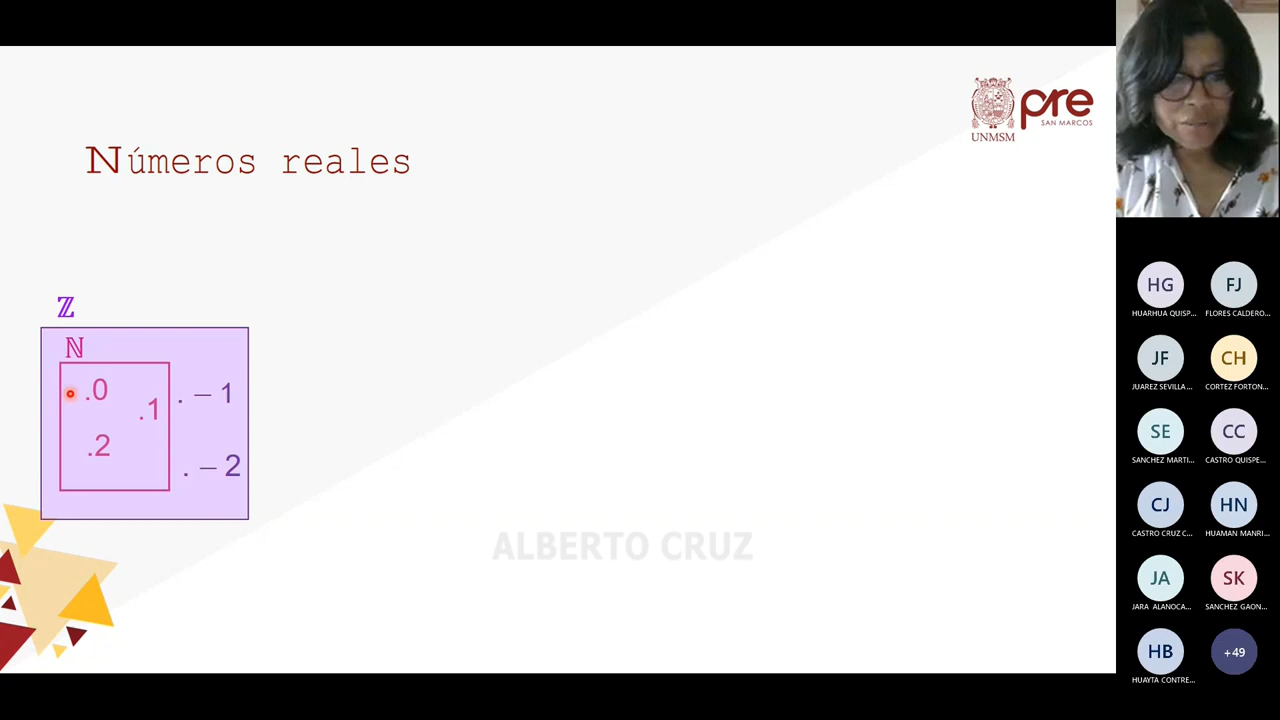 UNMSM
pre
SAN MARCOS
Números reales
ℤ
ℕ
.0
.1
.2
. – 1
. – 2
ALBERTO CRUZ
HG
HUARHUA QUISP...
FJ
FLORES CALDERO...
JF
JUAREZ SEVILLA ...
CH
CORTEZ FORTON...
SE
SANCHEZ MARTI...
CC
CASTRO QUISPE...
CJ
CASTRO CRUZ C...
HN
HUAMAN MANRI...
JA
JARA ALANOCA...
SK
SANCHEZ GAON...
HB
HUAYTA CONTRE...
+49